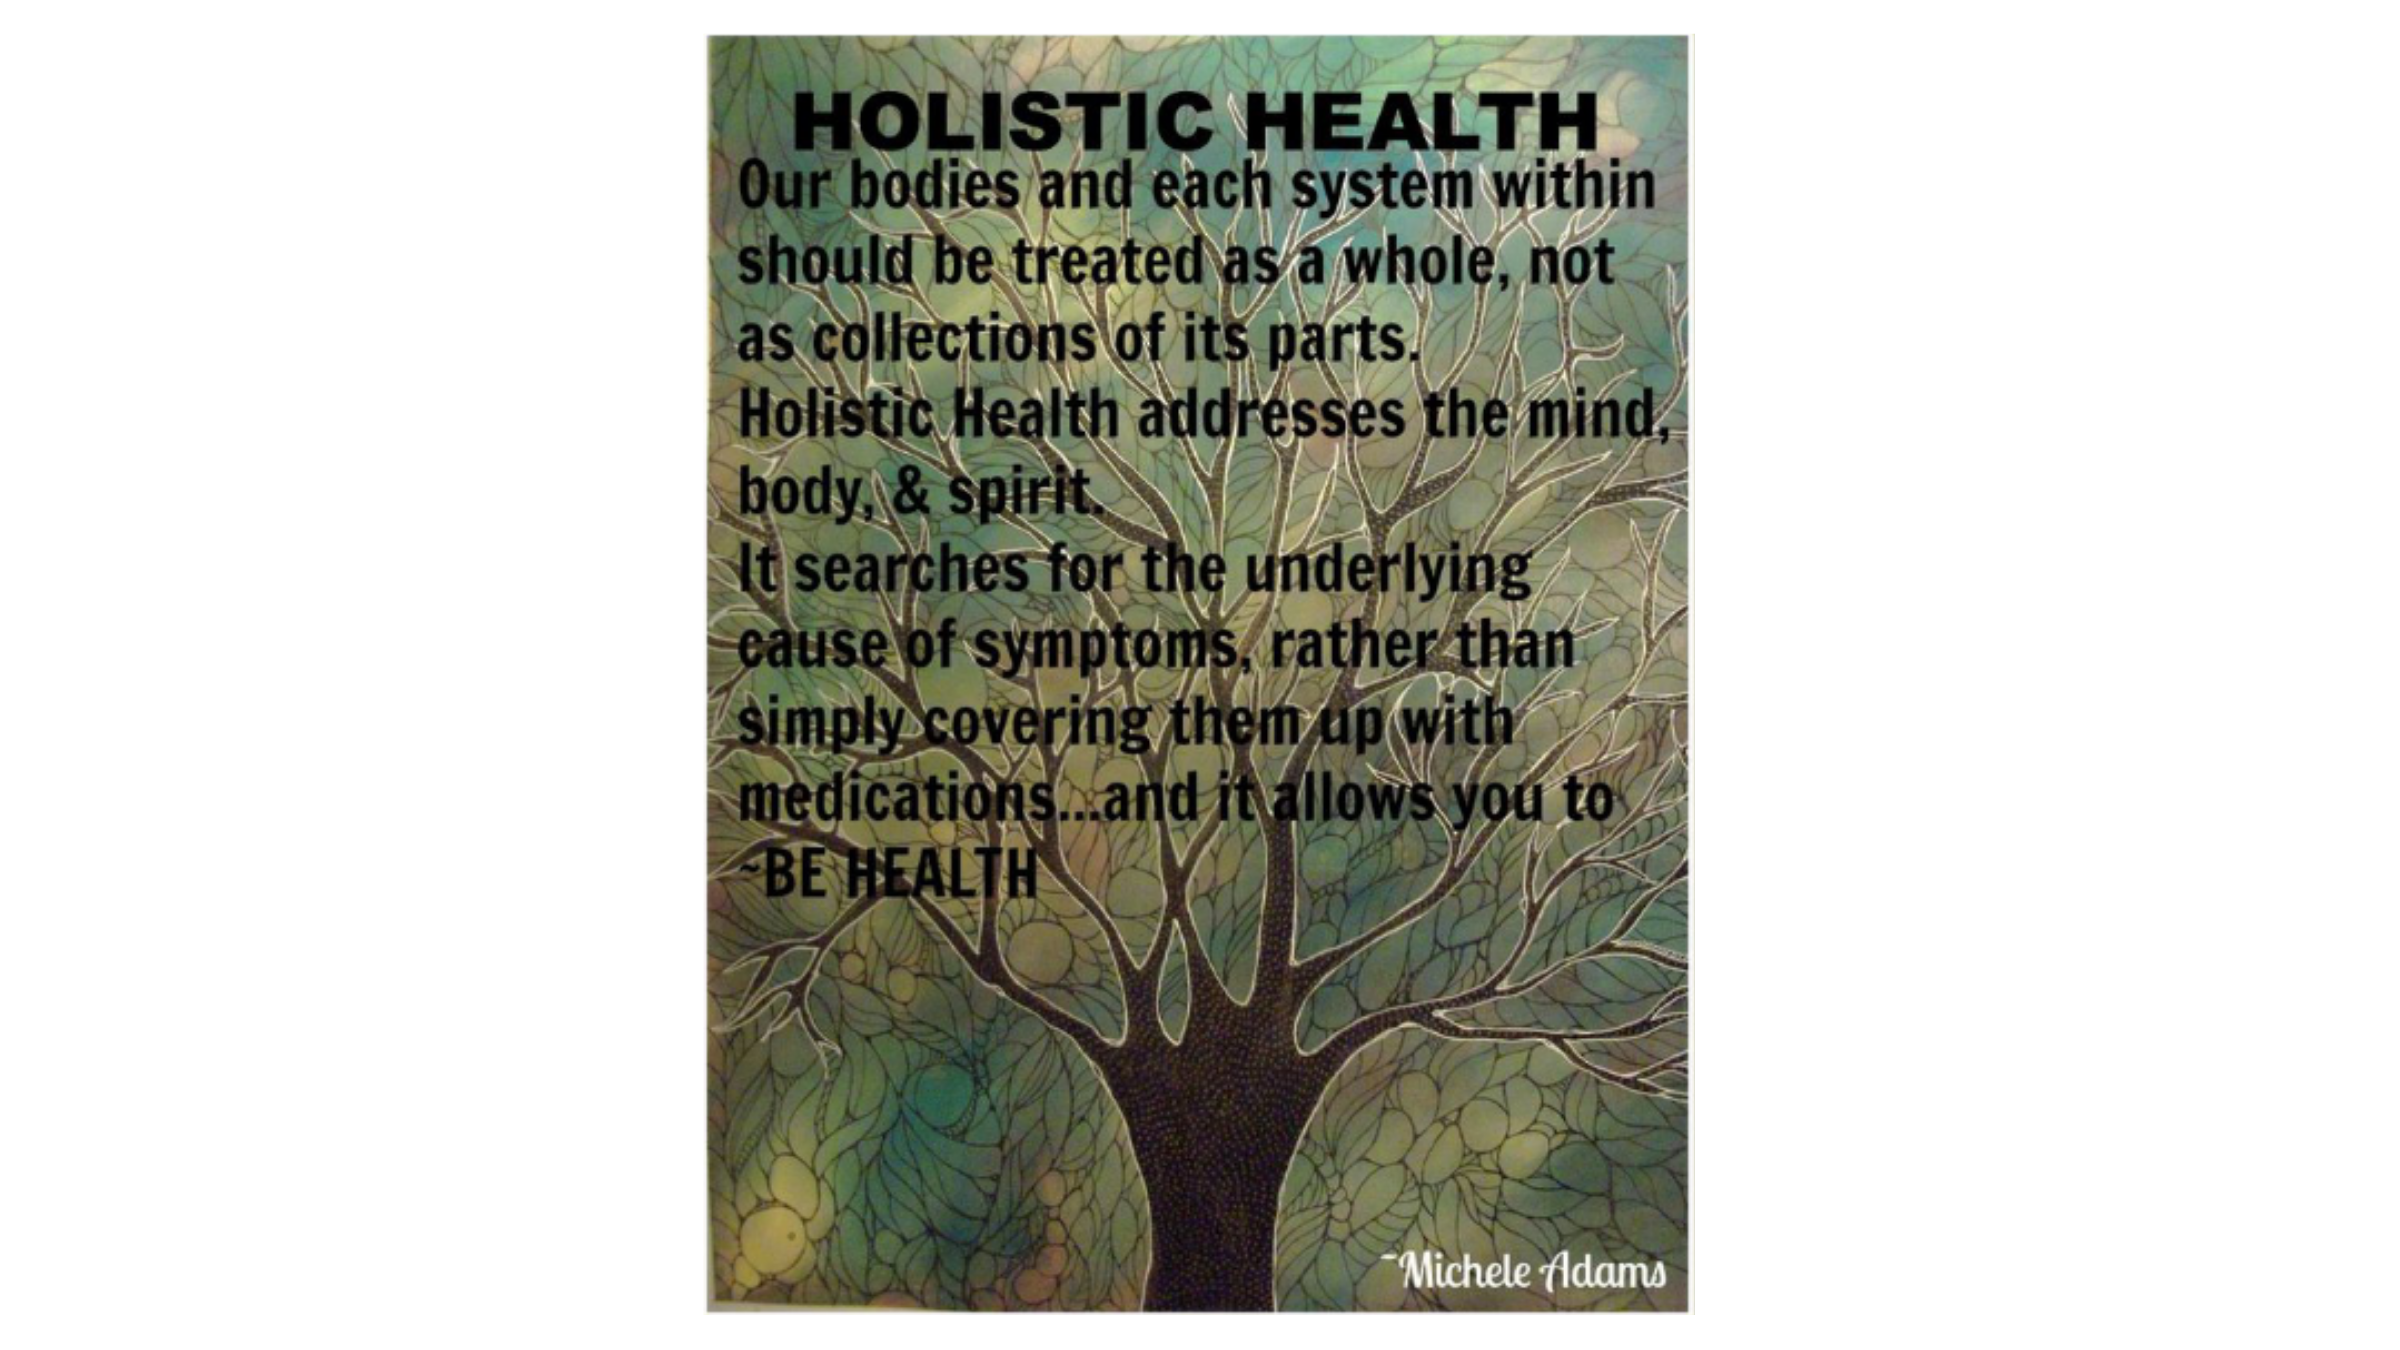 HOLISTIC HEALTH
Our bodies and each system within
should be treated as a whole, not
as collections of its parts.
Holistic Health addresses the mind,
body, & spirit.
It searches for the underlying
cause of symptoms, rather than
simply covering them up with
medications...and it allows you to
~BE HEALTH
~Michele Adams